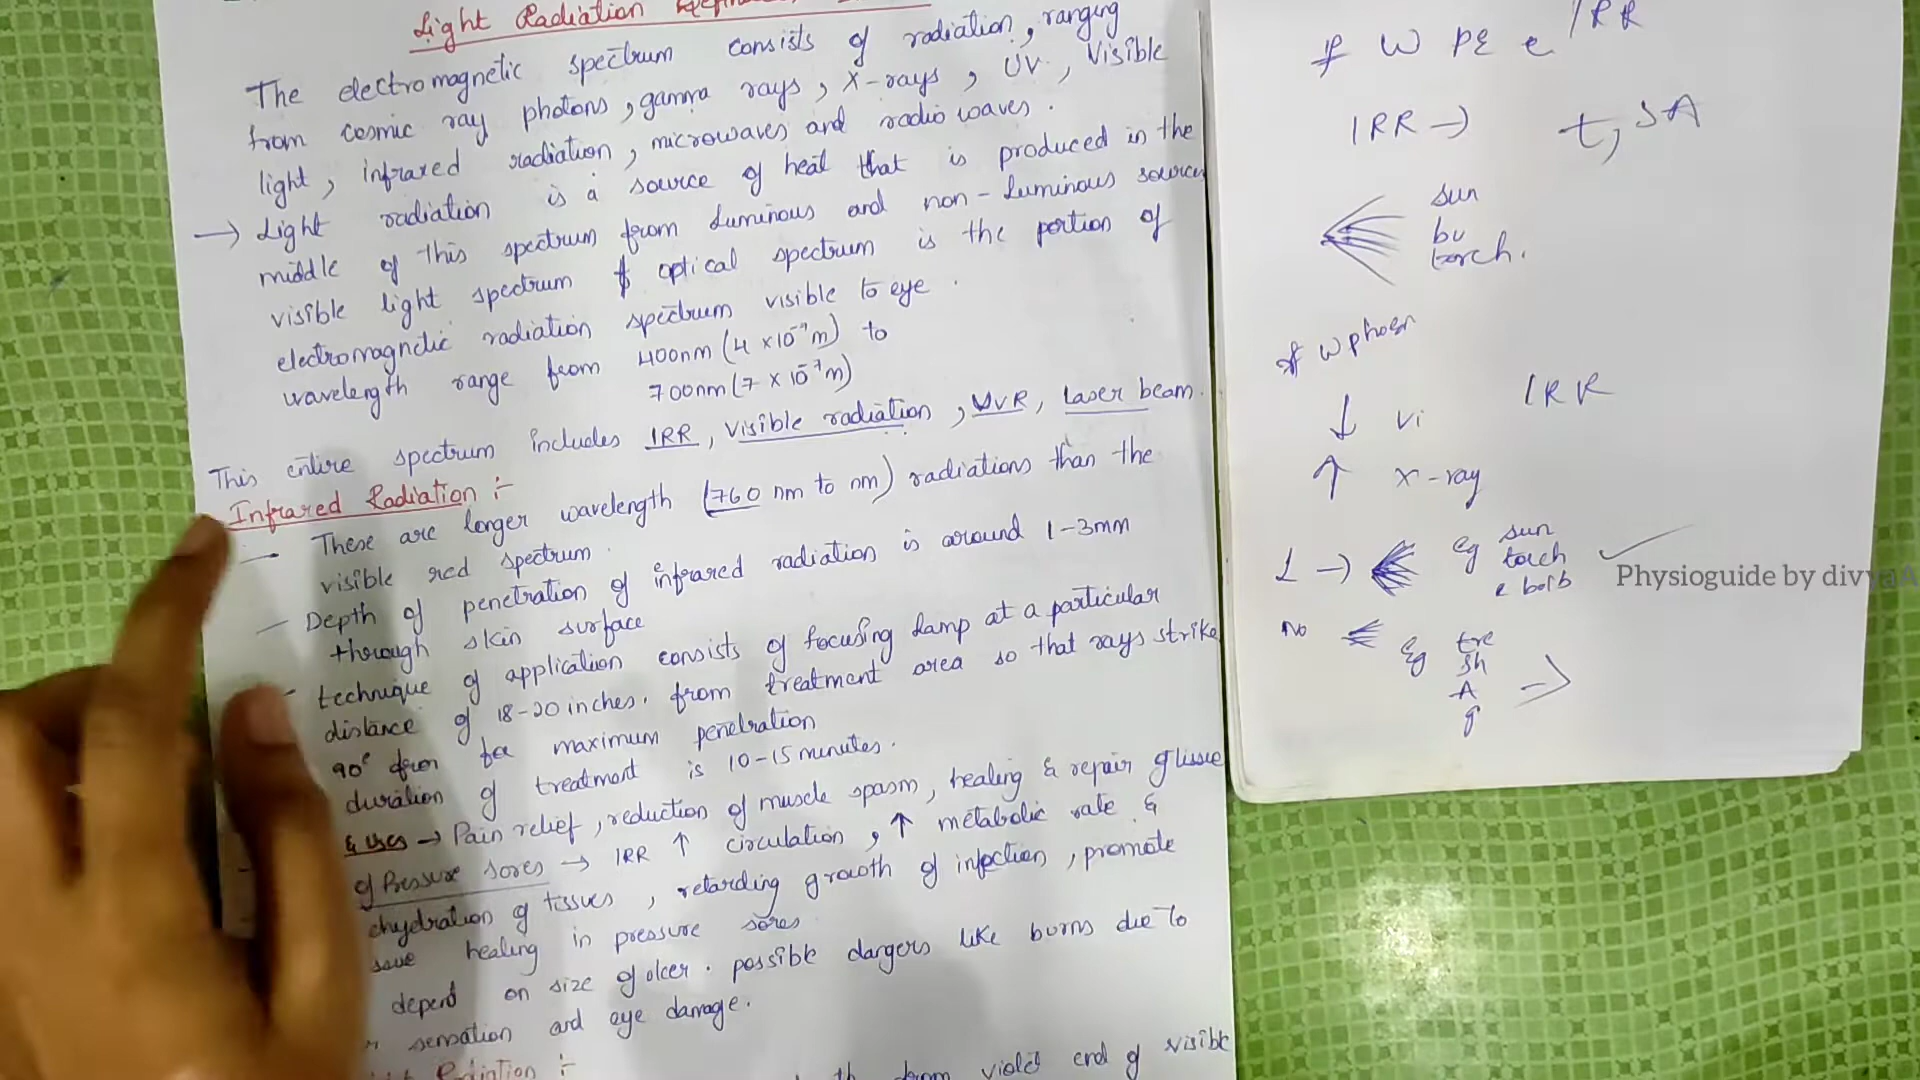 Light Radiation
The electromagnetic spectrum consists of radiation, ranging
from cosmic ray photons, gamma rays, X-rays, UV, Visible
light, infrared radiation, microwaves and radio waves.
→ Light radiation is a source of heat that is produced in the
middle of this spectrum from luminous and non-luminous sources
visible light spectrum & optical spectrum is the portion of
electromagnetic radiation spectrum visible to eye.
wavelength range from 400nm (4 x 10⁻⁷m) to
700nm (7 x 10⁻⁷m)
This entire spectrum includes IRR, Visible radiation, UVR, Laser beam.
Infrared Radiation :-
— These are longer wavelength (760 nm to nm) radiations than the
visible red spectrum.
— Depth of penetration of infrared radiation is around 1-3mm
through skin surface
technique of application consists of focusing lamp at a particular
distance of 18-20 inches. from treatment area so that rays strike
90° from for maximum penetration
duration of treatment is 10-15 minutes.
& uses → Pain relief, reduction of muscle spasm, healing & repair of tissue
of Pressure sores → IRR ↑ circulation, ↑ metabolic rate &
of tissues, retarding growth of infection, promote
healing in pressure sores
depend on size of ulcer. possible dangers like burns due to
sensation and eye damage.
from violet end of visible
IRR
IRR →
sun
torch.
IRR
↓ Vi
↑ x-ray
L → eg sun
torch
No Eg
A
Physioguide by divyaA